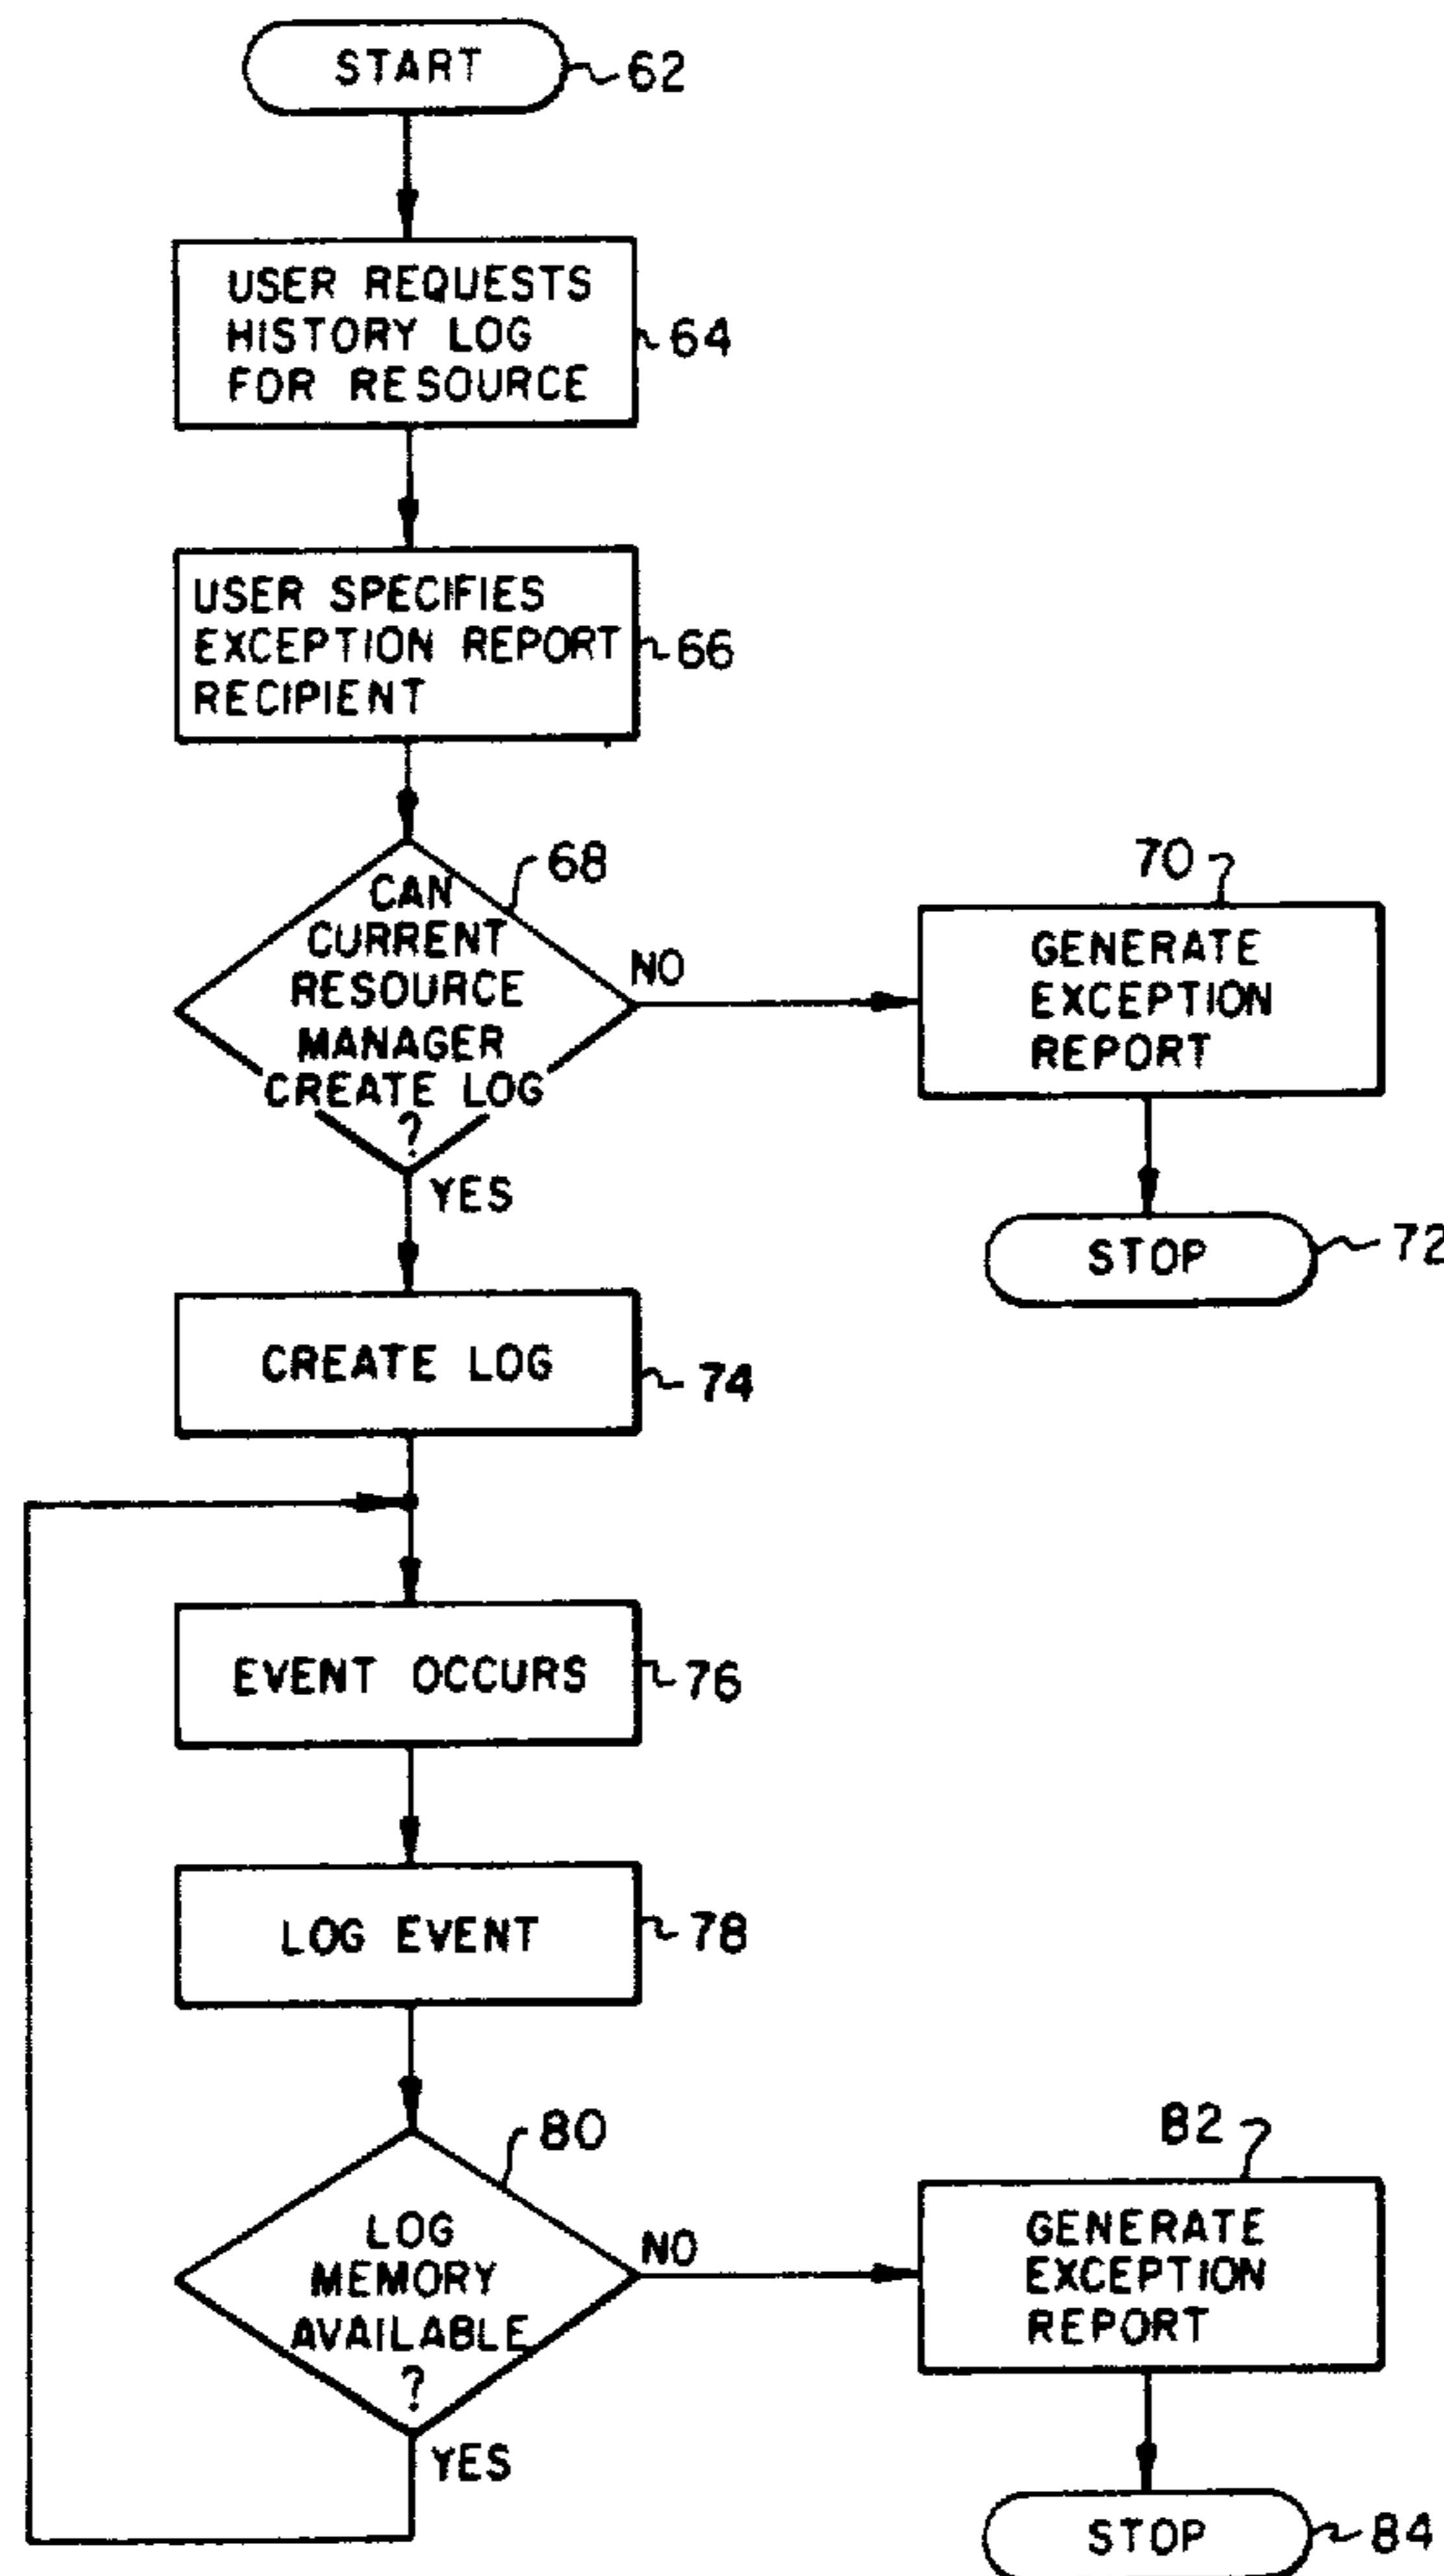 START
62
USER REQUESTS
HISTORY LOG
FOR RESOURCE
64
USER SPECIFIES
EXCEPTION REPORT
RECIPIENT
66
68
CAN
CURRENT
RESOURCE
MANAGER
CREATE LOG
?
NO
YES
70
GENERATE
EXCEPTION
REPORT
STOP
72
CREATE LOG
74
EVENT OCCURS
76
LOG EVENT
78
80
LOG
MEMORY
AVAILABLE
?
NO
YES
82
GENERATE
EXCEPTION
REPORT
STOP
84